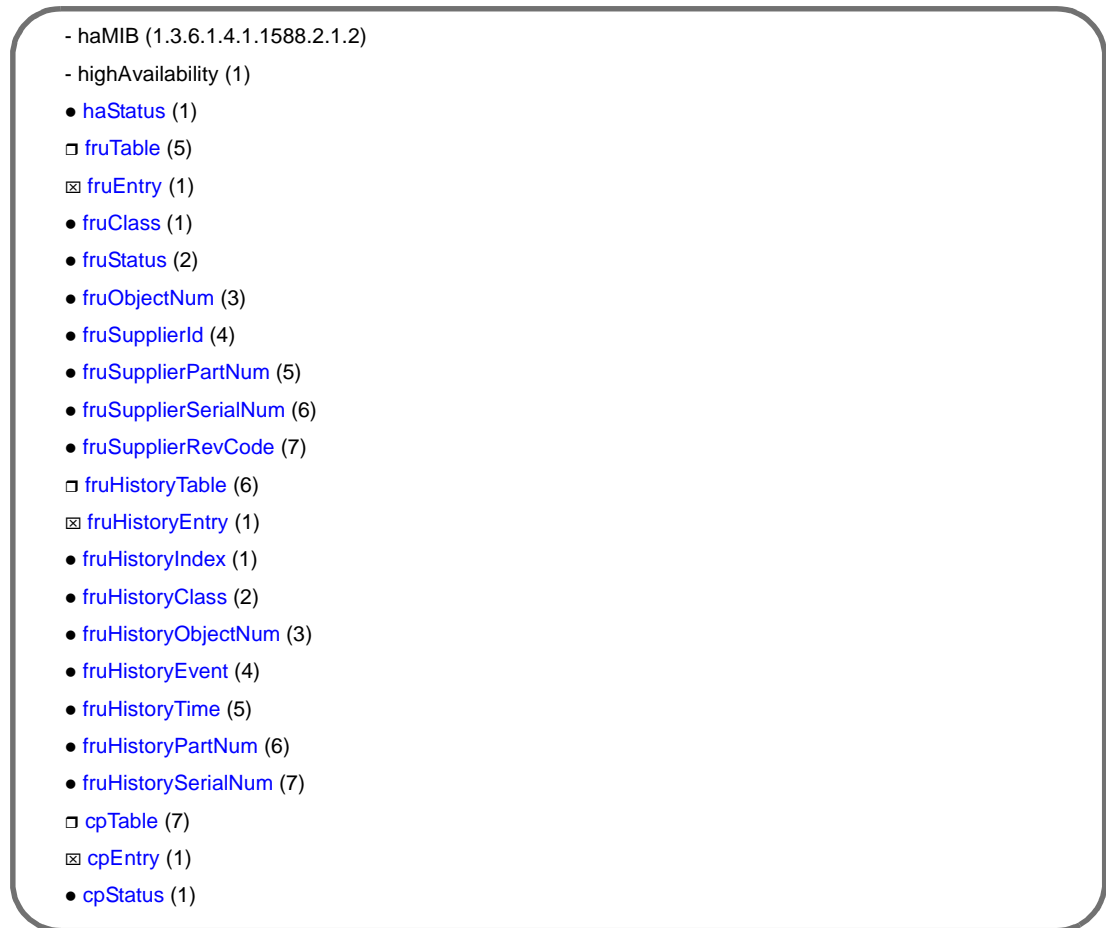 - haMIB (1.3.6.1.4.1.1588.2.1.2)
- highAvailability (1)
● haStatus (1)
❒ fruTable (5)
☒ fruEntry (1)
● fruClass (1)
● fruStatus (2)
● fruObjectNum (3)
● fruSupplierId (4)
● fruSupplierPartNum (5)
● fruSupplierSerialNum (6)
● fruSupplierRevCode (7)
❒ fruHistoryTable (6)
☒ fruHistoryEntry (1)
● fruHistoryIndex (1)
● fruHistoryClass (2)
● fruHistoryObjectNum (3)
● fruHistoryEvent (4)
● fruHistoryTime (5)
● fruHistoryPartNum (6)
● fruHistorySerialNum (7)
❒ cpTable (7)
☒ cpEntry (1)
● cpStatus (1)